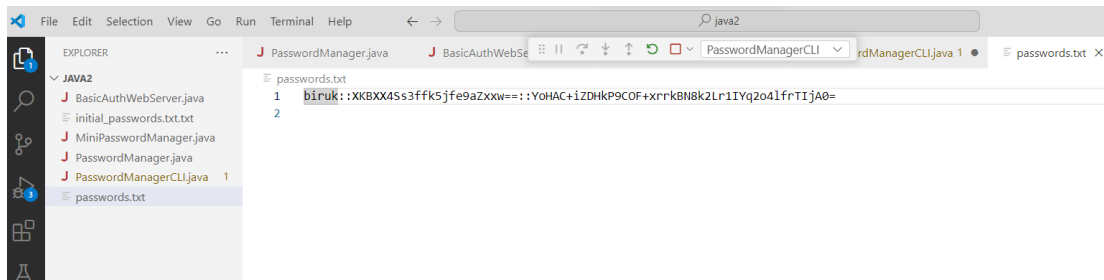 File Edit Selection View Go Run Terminal Help java2
EXPLORER ... PasswordManager.java BasicAuthWebSe PasswordManagerCLI rdManagerCLI.java 1 passwords.txt
1
JAVA2
passwords.txt
BasicAuthWebServer.java
1 biruk::XKBXX4Ss3ffk5jfe9aZxxw==::YoHAC+iZDHkP9COF+xrrkBN8k2Lr1IYq2o4lfrTIjA0=
initial_passwords.txt.txt
2
MiniPasswordManager.java
PasswordManager.java
PasswordManagerCLI.java 1
passwords.txt
3